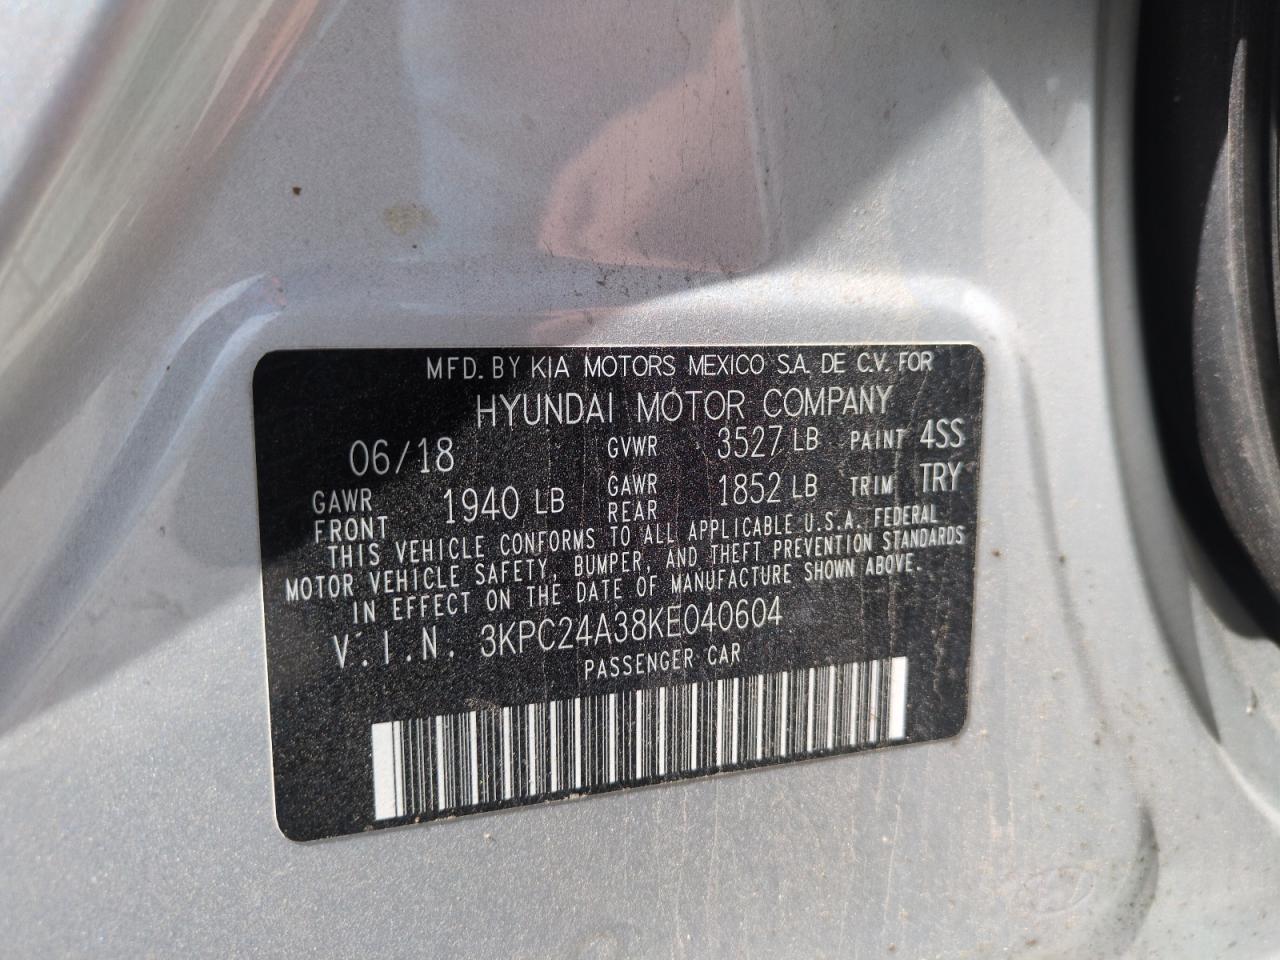 MFD. BY KIA MOTORS MEXICO S.A. DE C.V. FOR
HYUNDAI MOTOR COMPANY
06/18 GVWR 3527 LB PAINT 4SS
GAWR FRONT 1940 LB GAWR REAR 1852 LB TRIM TRY
THIS VEHICLE CONFORMS TO ALL APPLICABLE U.S.A. FEDERAL
MOTOR VEHICLE SAFETY, BUMPER, AND THEFT PREVENTION STANDARDS
IN EFFECT ON THE DATE OF MANUFACTURE SHOWN ABOVE.
V.I.N. 3KPC24A38KE040604
PASSENGER CAR